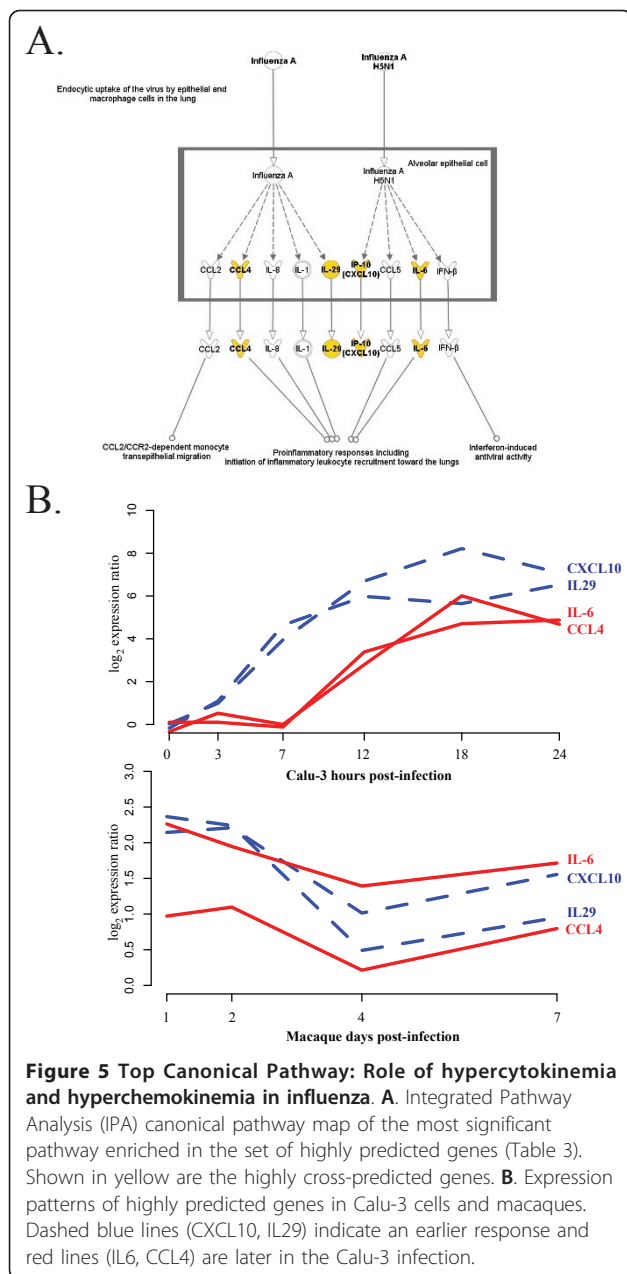 A.
Influenza A
Influenza A
H5N1
Endocytic uptake of the virus by epithelial and
macrophage cells in the lung
Alveolar epithelial cell
Influenza A
Influenza A
H5N1
CCL2 CCL4 IL-8 IL-1 IL-29 IP-10 (CXCL10) CCL5 IL-6 IFN-β
CCL2 CCL4 IL-8 IL-1 IL-29 IP-10 (CXCL10) CCL5 IL-6 IFN-β
CCL2/CCR2-dependent monocyte
transepithelial migration
Proinflammatory responses including
initiation of inflammatory leukocyte recruitment toward the lungs
Interferon-induced
antiviral activity
B.
log2 expression ratio
10
8
6
4
2
0
CXCL10
IL29
IL-6
CCL4
0 3 7 12 18 24
Calu-3 hours post-infection
log2 expression ratio
3.0
2.5
2.0
1.5
1.0
0.5
0.0
IL-6
CXCL10
IL29
CCL4
1 2 4 7
Macaque days post-infection
Figure 5 Top Canonical Pathway: Role of hypercytokinemia
and hyperchemokinemia in influenza. A. Integrated Pathway
Analysis (IPA) canonical pathway map of the most significant
pathway enriched in the set of highly predicted genes (Table 3).
Shown in yellow are the highly cross-predicted genes. B. Expression
patterns of highly predicted genes in Calu-3 cells and macaques.
Dashed blue lines (CXCL10, IL29) indicate an earlier response and
red lines (IL6, CCL4) are later in the Calu-3 infection.